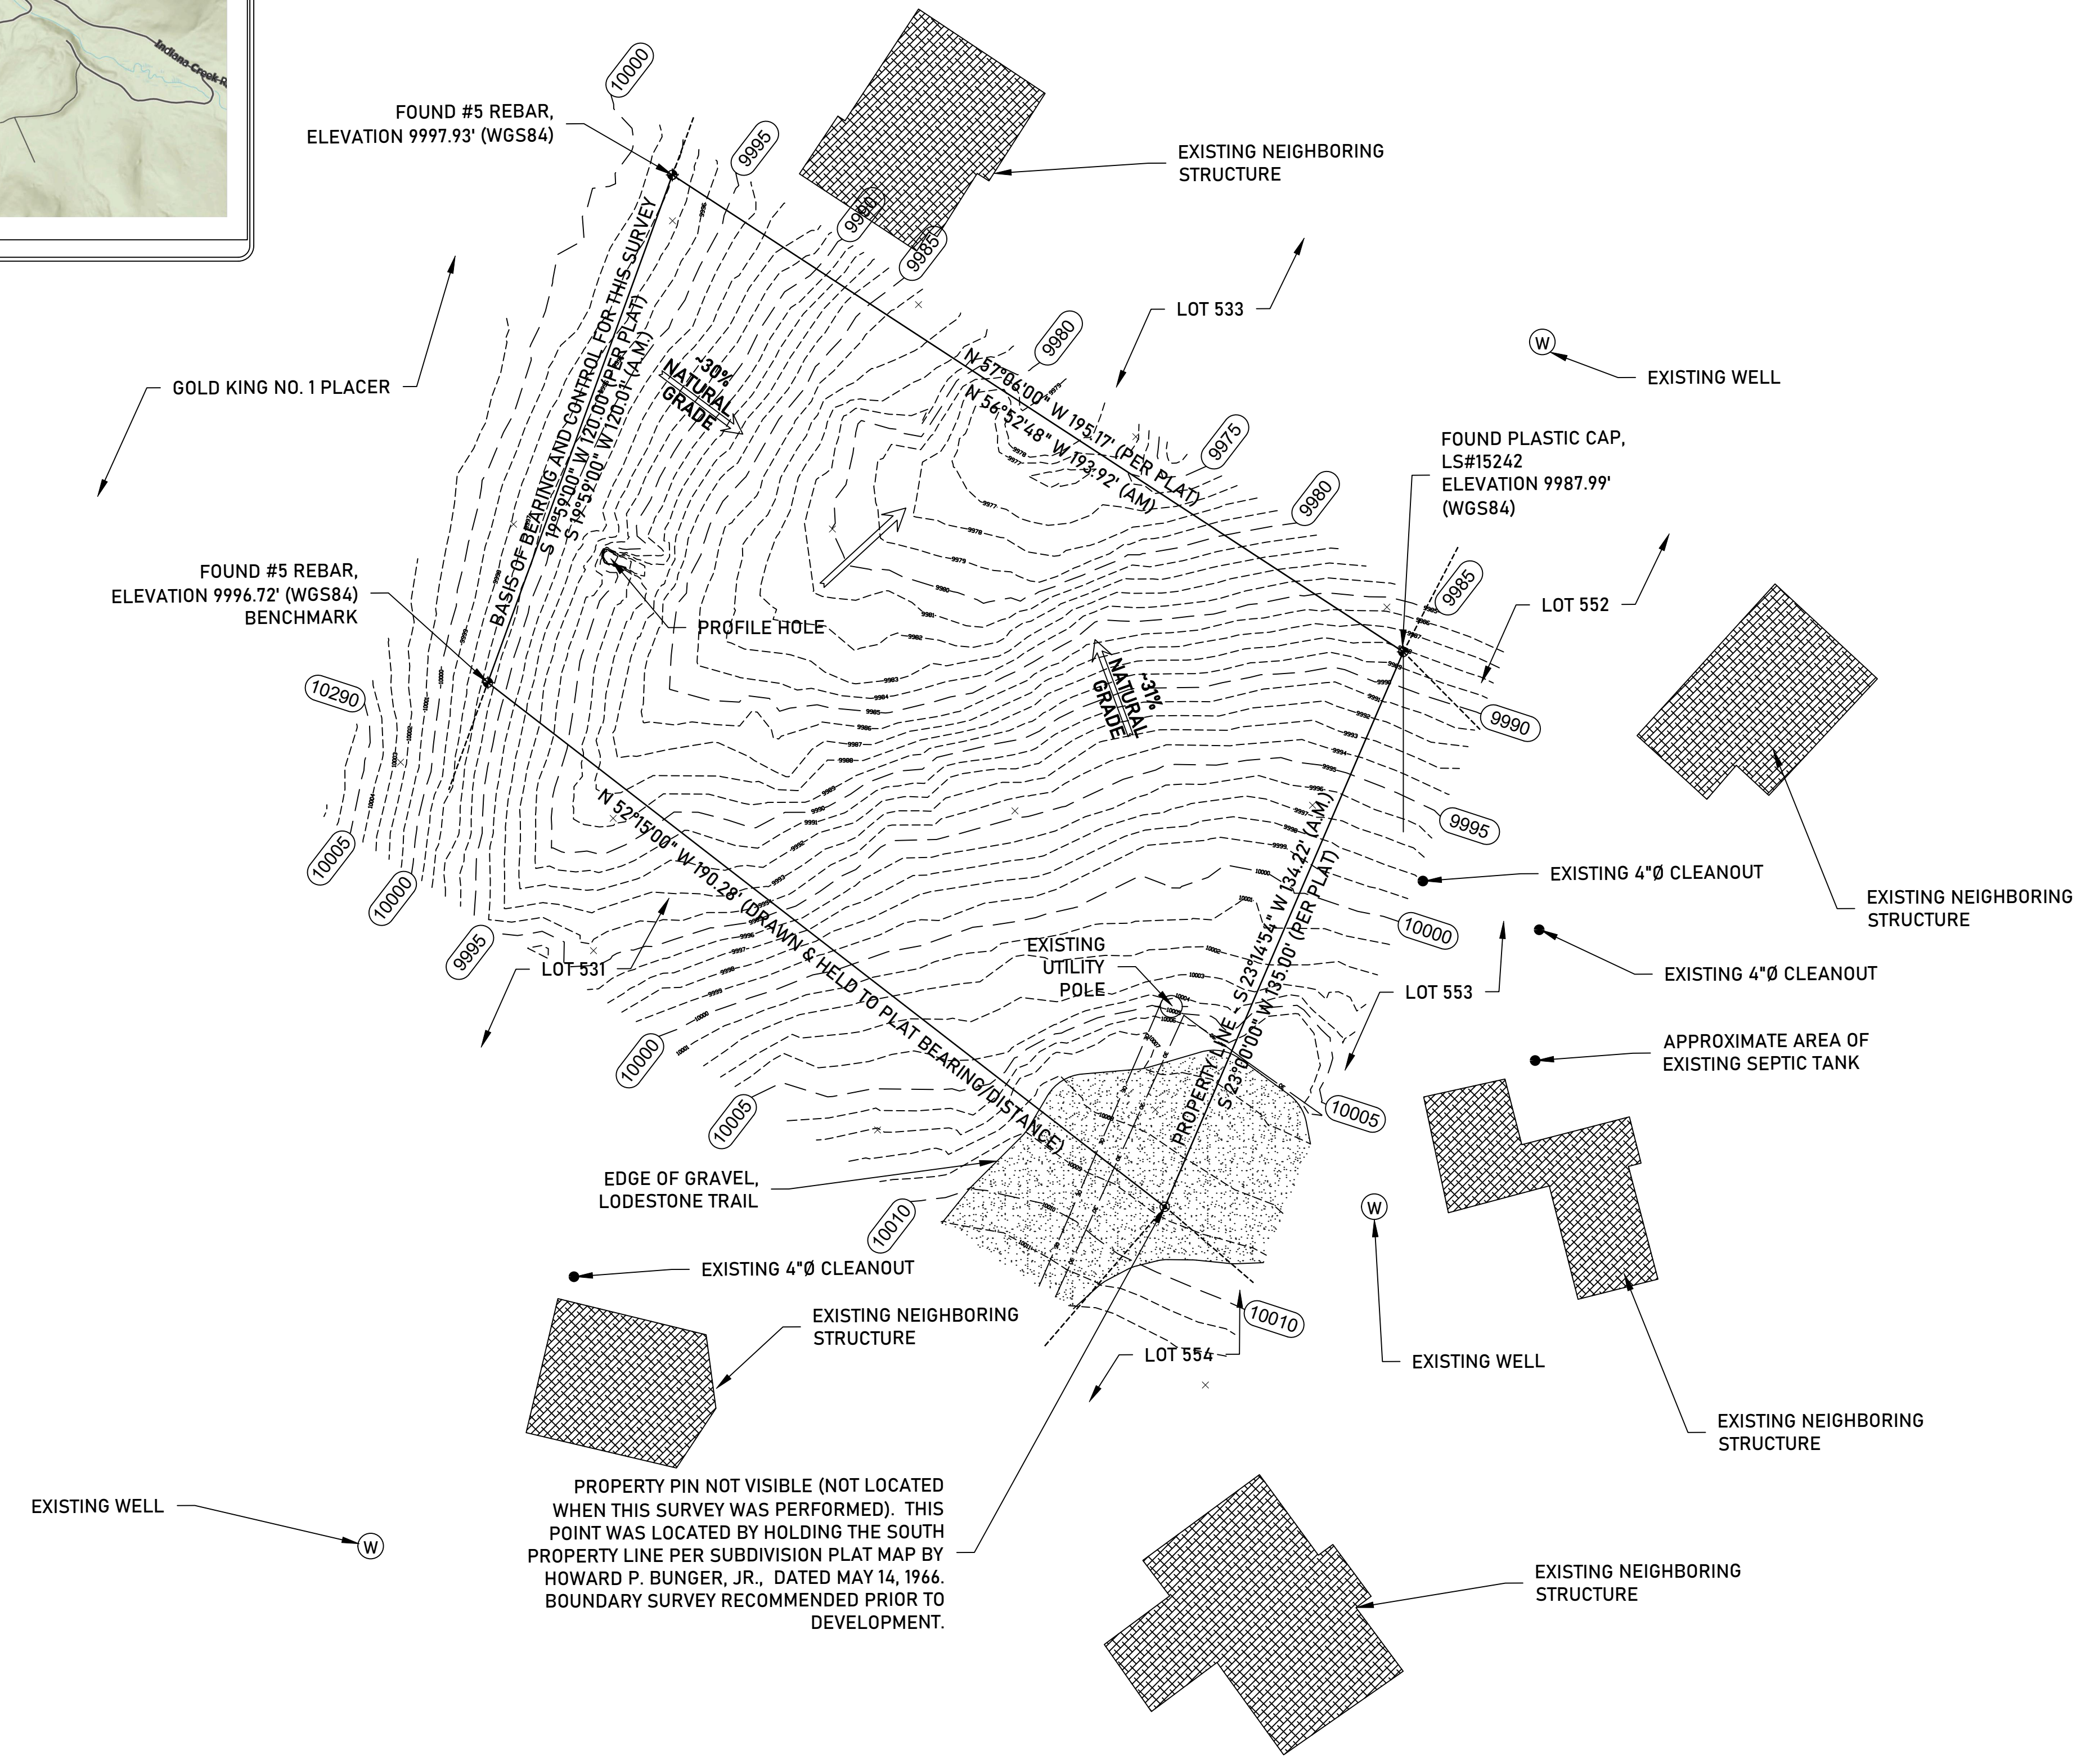 Indiana Creek R
10000
FOUND #5 REBAR,
ELEVATION 9997.93' (WGS84)
9995
9990
9985
EXISTING NEIGHBORING
STRUCTURE
LOT 533
9980
W
EXISTING WELL
GOLD KING NO. 1 PLACER
BASIS OF BEARING AND CONTROL FOR THIS SURVEY
S 19°59'00" W 120.00' (PER PLAT)
S 19°59'00" W 120.01' (A.M.)
~30%
NATURAL
GRADE
N 57°06'00" W 195.17' (PER PLAT)
N 56°52'48" W 193.92' (AM)
9975
9980
FOUND PLASTIC CAP,
LS#15242
ELEVATION 9987.99'
(WGS84)
FOUND #5 REBAR,
ELEVATION 9996.72' (WGS84)
BENCHMARK
PROFILE HOLE
9985
LOT 552
10290
~31%
NATURAL
GRADE
9990
9995
10005
10000
9995
N 52°15'00" W 190.28' (DRAWN & HELD TO PLAT BEARING/DISTANCE)
LOT 531
EXISTING
UTILITY
POLE
PROPERTY LINE - S 23°14'54" W 134.22' (A.M.)
S 23°00'00" W 135.00' (PER PLAT)
EXISTING 4"Ø CLEANOUT
EXISTING NEIGHBORING
STRUCTURE
10000
EXISTING 4"Ø CLEANOUT
LOT 553
APPROXIMATE AREA OF
EXISTING SEPTIC TANK
10000
10005
10005
EDGE OF GRAVEL,
LODESTONE TRAIL
10010
W
EXISTING 4"Ø CLEANOUT
EXISTING NEIGHBORING
STRUCTURE
10010
LOT 554
EXISTING WELL
EXISTING NEIGHBORING
STRUCTURE
EXISTING WELL
W
PROPERTY PIN NOT VISIBLE (NOT LOCATED
WHEN THIS SURVEY WAS PERFORMED). THIS
POINT WAS LOCATED BY HOLDING THE SOUTH
PROPERTY LINE PER SUBDIVISION PLAT MAP BY
HOWARD P. BUNGER, JR., DATED MAY 14, 1966.
BOUNDARY SURVEY RECOMMENDED PRIOR TO
DEVELOPMENT.
EXISTING NEIGHBORING
STRUCTURE